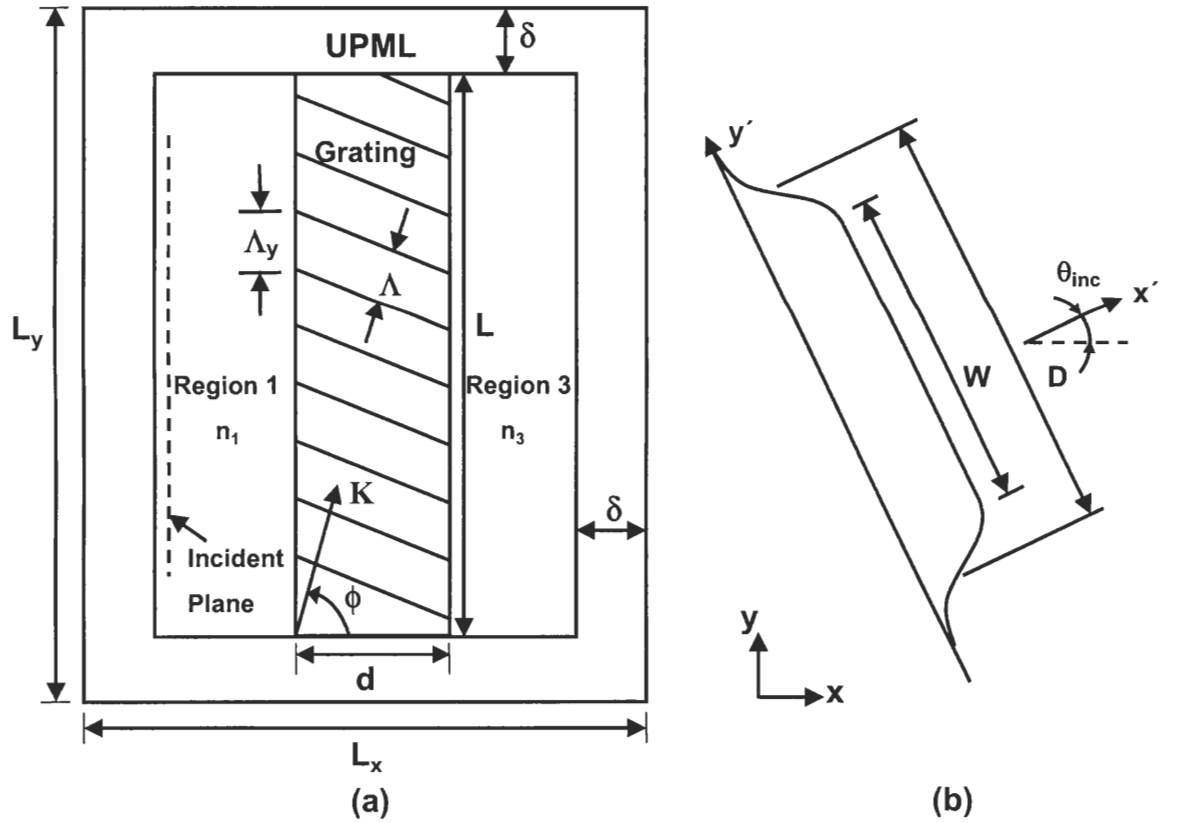 UPML
δ
Grating
Λy
Λ
Ly
L
Region 1
n1
Region 3
n3
K
δ
Incident
Plane
ϕ
d
Lx
(a)
y´
θinc
x´
W
D
y
x
(b)